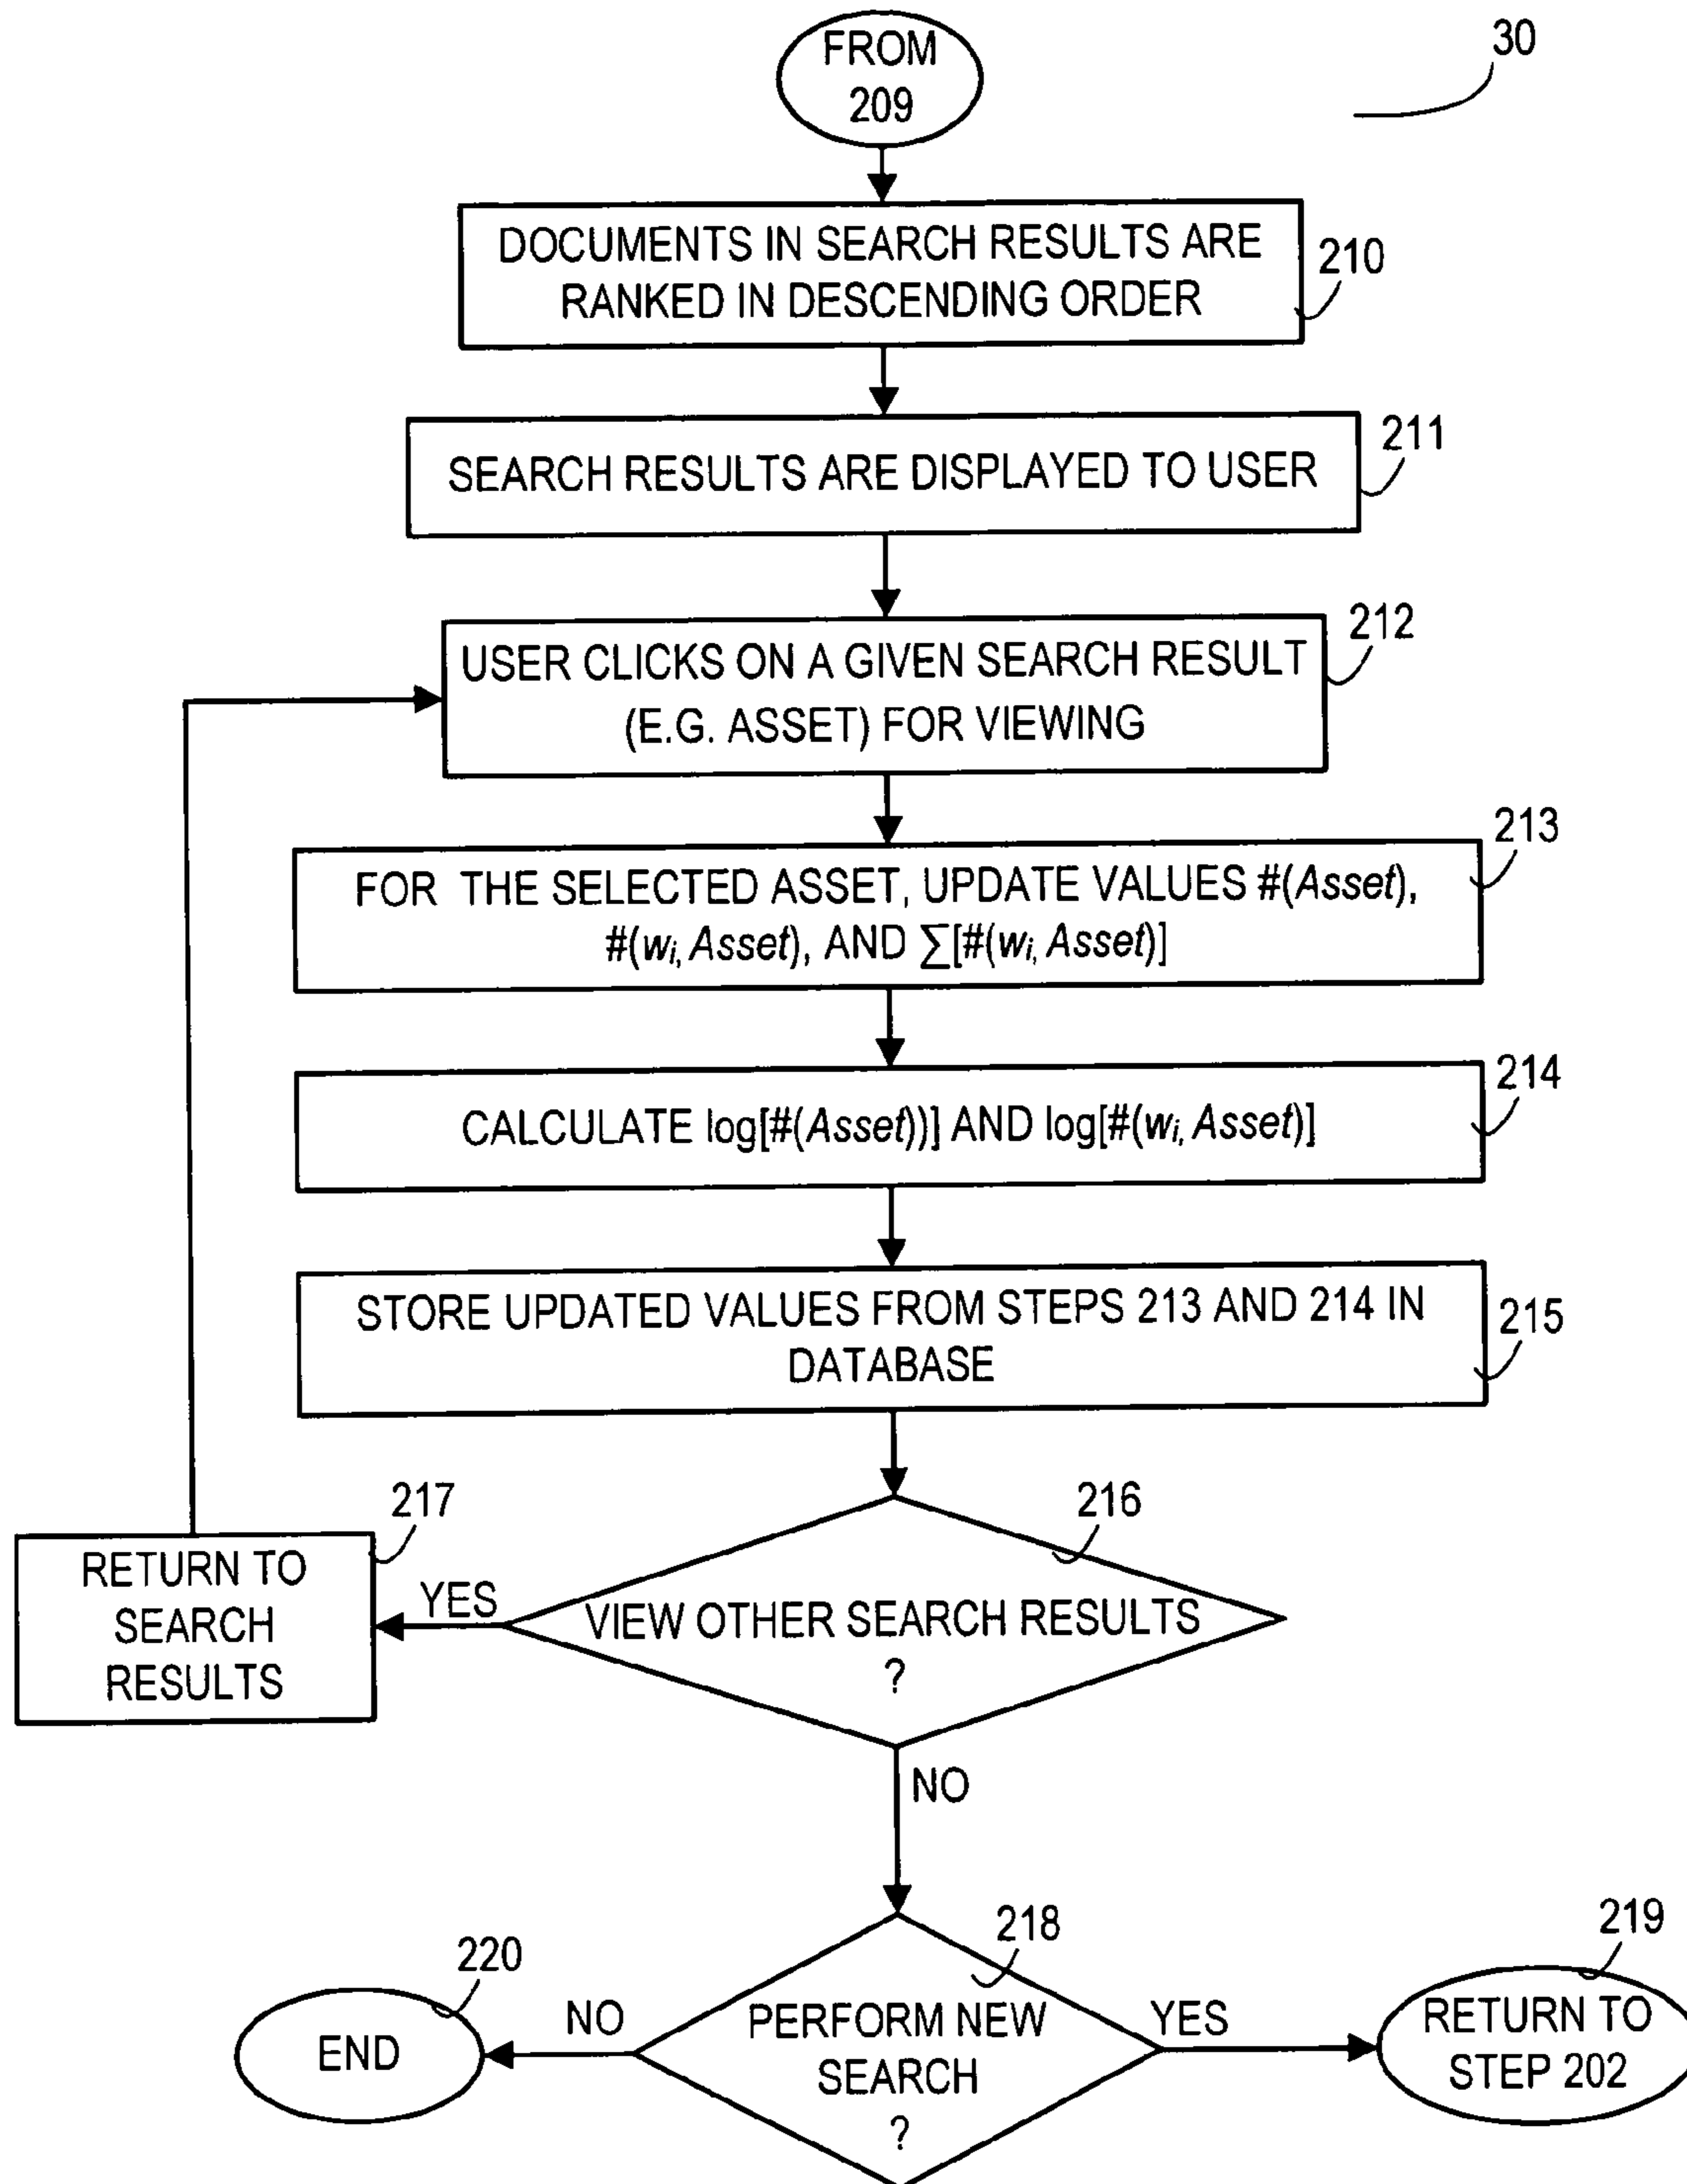 FROM
209
30
DOCUMENTS IN SEARCH RESULTS ARE
RANKED IN DESCENDING ORDER
210
SEARCH RESULTS ARE DISPLAYED TO USER
211
USER CLICKS ON A GIVEN SEARCH RESULT
(E.G. ASSET) FOR VIEWING
212
FOR THE SELECTED ASSET, UPDATE VALUES #(Asset),
#(wi, Asset), AND ∑[#(wi, Asset)]
213
CALCULATE log[#(Asset))] AND log[#(wi, Asset)]
214
STORE UPDATED VALUES FROM STEPS 213 AND 214 IN
DATABASE
215
216
VIEW OTHER SEARCH RESULTS
?
YES
217
RETURN TO
SEARCH
RESULTS
NO
218
PERFORM NEW
SEARCH
?
NO
220
END
YES
219
RETURN TO
STEP 202